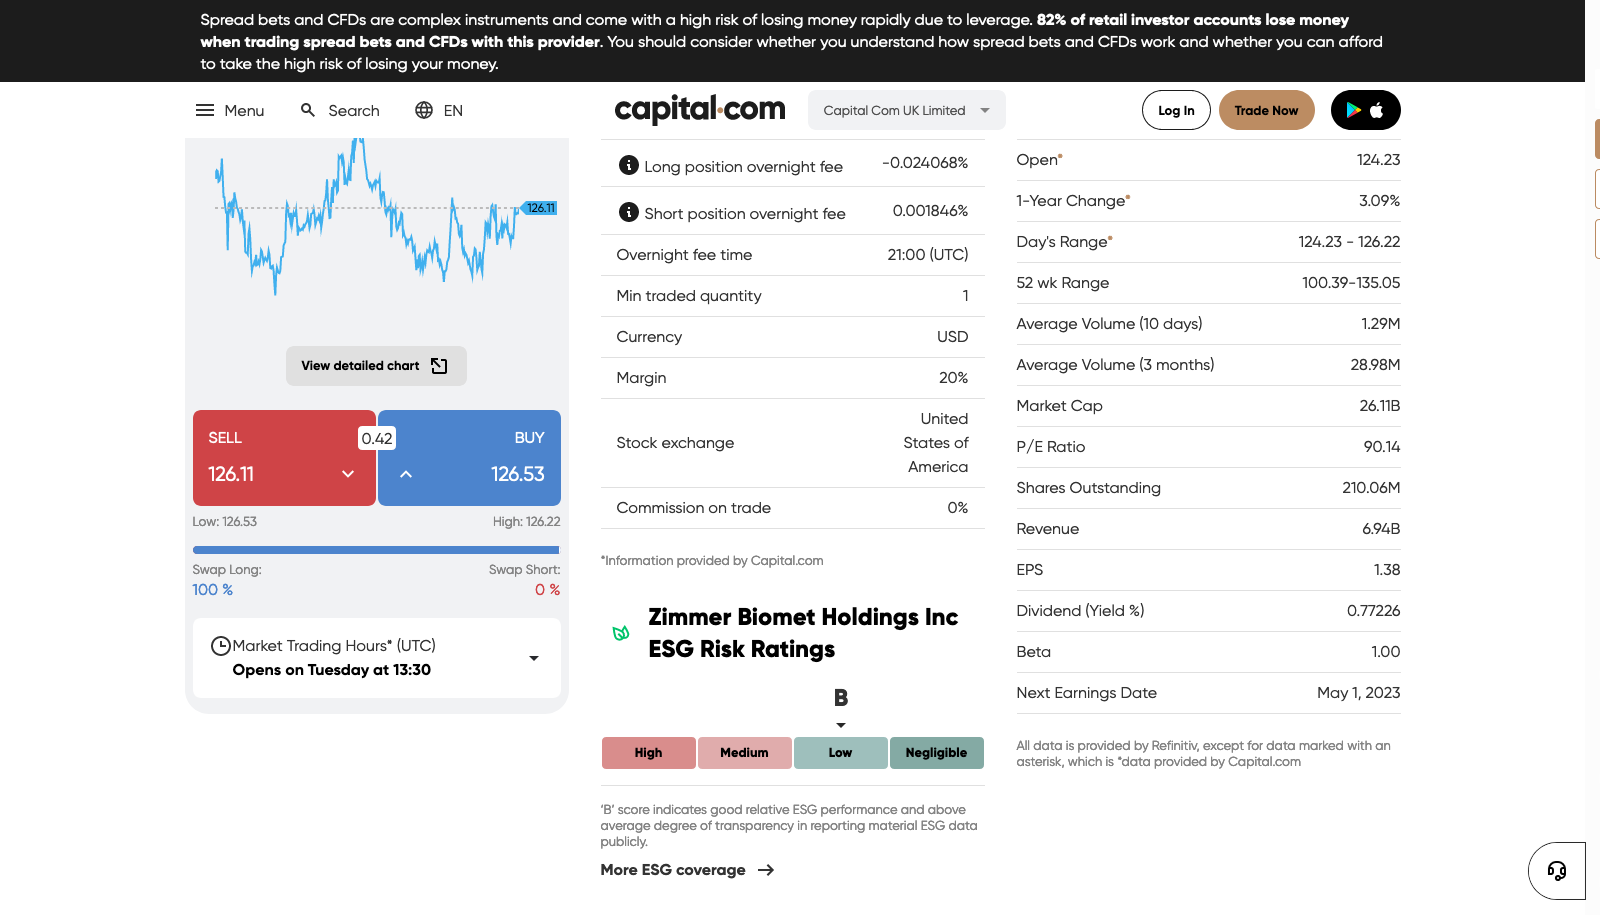 Spread bets and CFDs are complex instruments and come with a high risk of losing money rapidly due to leverage. 82% of retail investor accounts lose money
when trading spread bets and CFDs with this provider. You should consider whether you understand how spread bets and CFDs work and whether you can afford
to take the high risk of losing your money.
Menu
Search
EN
capital.com
Capital Com UK Limited
Log In
Trade Now
126.11
View detailed chart
SELL
126.11
0.42
BUY
126.53
Low: 126.53
High: 126.22
Swap Long:
100 %
Swap Short:
0 %
Market Trading Hours* (UTC)
Opens on Tuesday at 13:30
Long position overnight fee -0.024068%
Short position overnight fee 0.001846%
Overnight fee time 21:00 (UTC)
Min traded quantity 1
Currency USD
Margin 20%
Stock exchange
United
States of
America
Commission on trade 0%
*Information provided by Capital.com
Zimmer Biomet Holdings Inc
ESG Risk Ratings
B
High Medium Low Negligible
‘B’ score indicates good relative ESG performance and above
average degree of transparency in reporting material ESG data
publicly.
More ESG coverage
Open* 124.23
1-Year Change* 3.09%
Day's Range* 124.23 - 126.22
52 wk Range 100.39-135.05
Average Volume (10 days) 1.29M
Average Volume (3 months) 28.98M
Market Cap 26.11B
P/E Ratio 90.14
Shares Outstanding 210.06M
Revenue 6.94B
EPS 1.38
Dividend (Yield %) 0.77226
Beta 1.00
Next Earnings Date May 1, 2023
All data is provided by Refinitiv, except for data marked with an
asterisk, which is *data provided by Capital.com